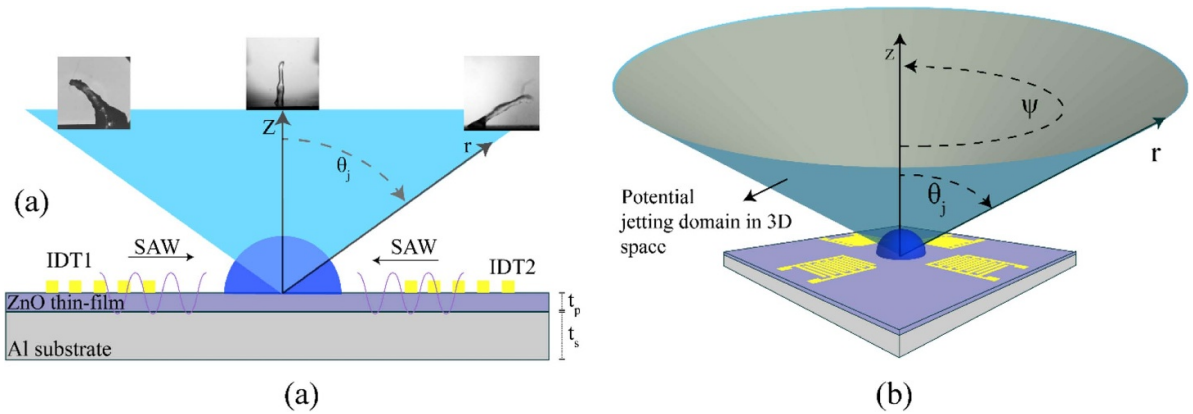 Z
r
θj
(a)
SAW
SAW
IDT1
IDT2
ZnO thin-film
tp
Al substrate
ts
(a)
Z
ψ
r
θj
Potential
jetting domain in 3D
space
(b)